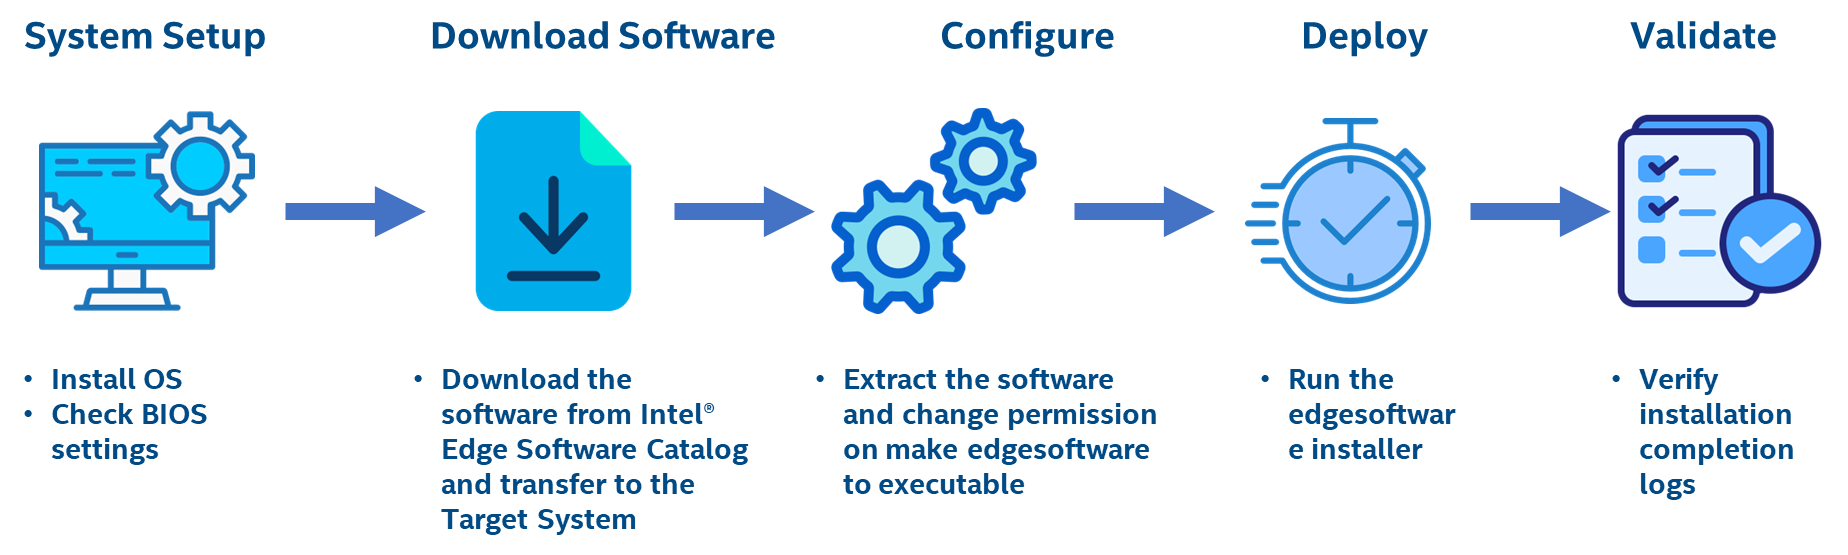 System Setup
Download Software
Configure
Deploy
Validate
• Install OS
• Check BIOS
settings
• Download the
software from Intel®
Edge Software Catalog
and transfer to the
Target System
• Extract the software
and change permission
on make edgesoftware
to executable
• Run the
edgesoftwar
e installer
• Verify
installation
completion
logs